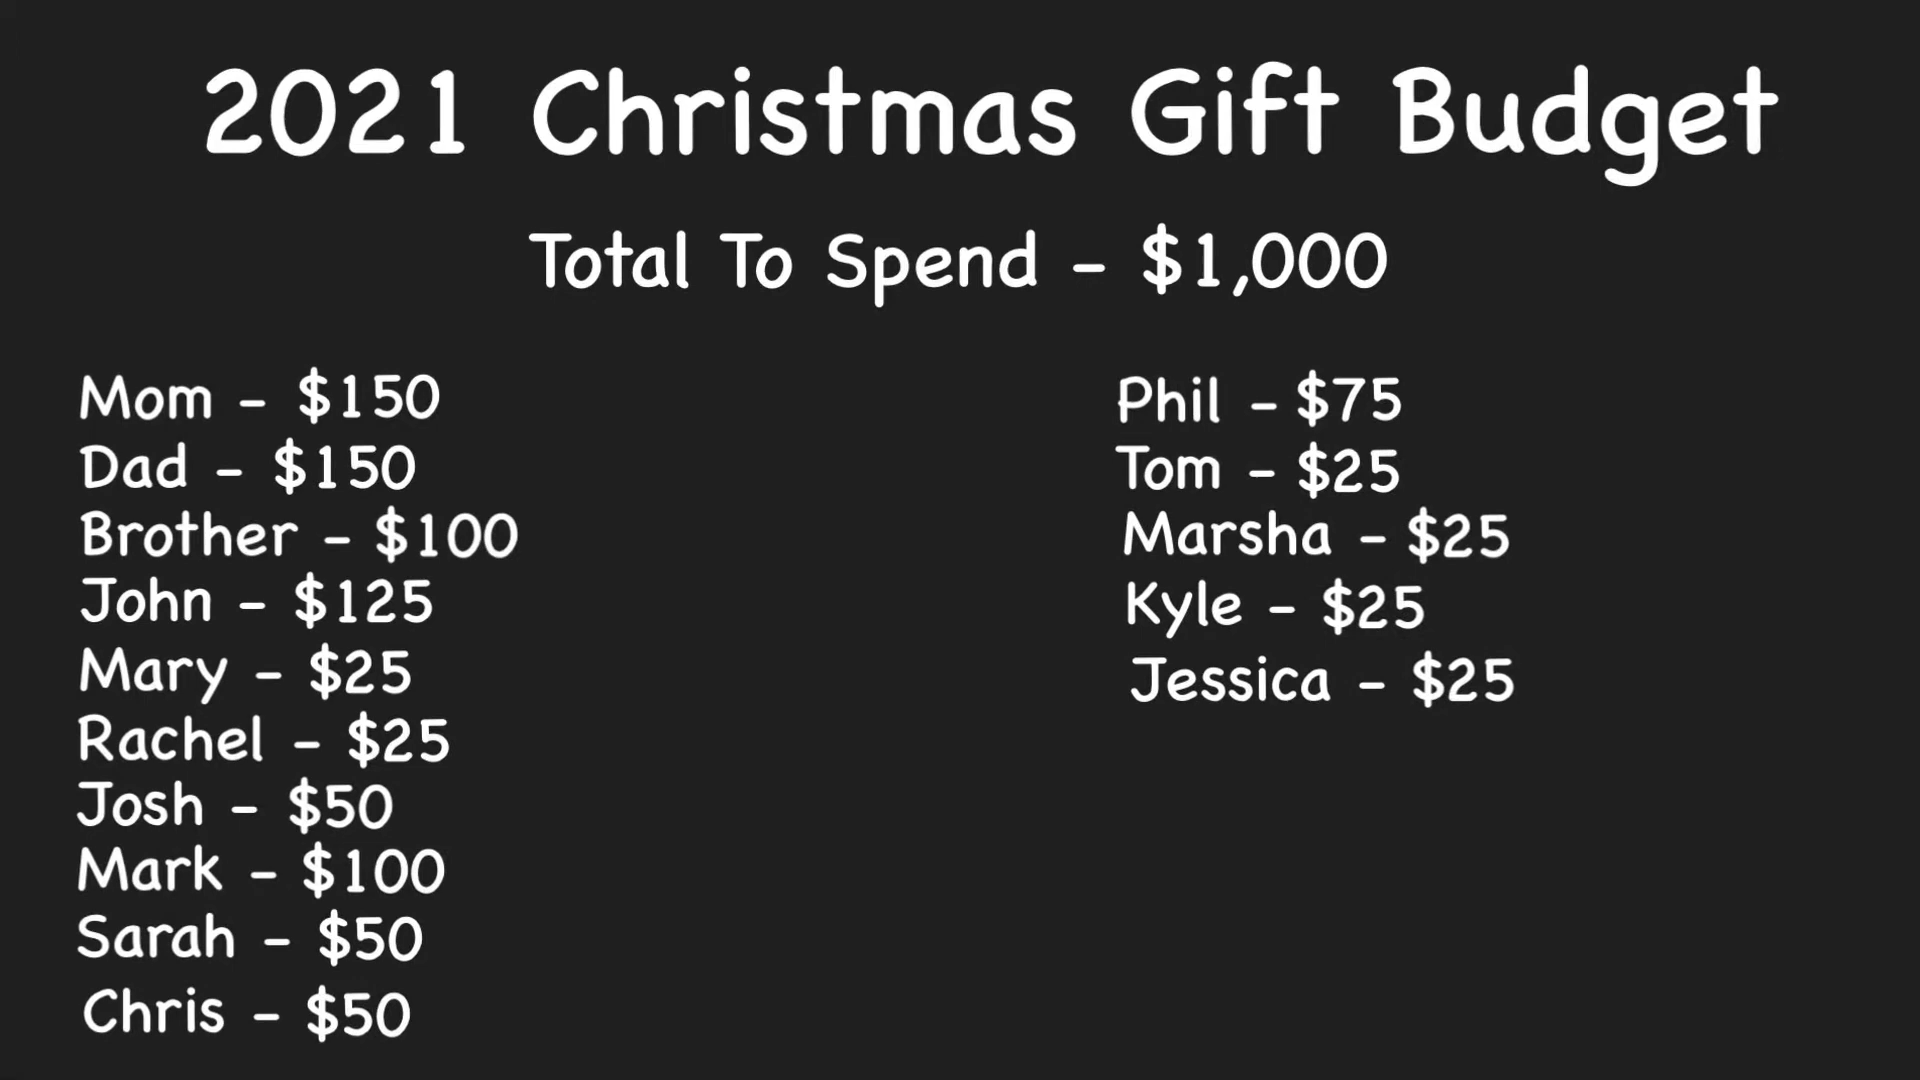 2021 Christmas Gift Budget
Total To Spend - $1,000
Mom - $150
Dad - $150
Brother - $100
John - $125
Mary - $25
Rachel - $25
Josh - $50
Mark - $100
Sarah - $50
Chris - $50
Phil - $75
Tom - $25
Marsha - $25
Kyle - $25
Jessica - $25